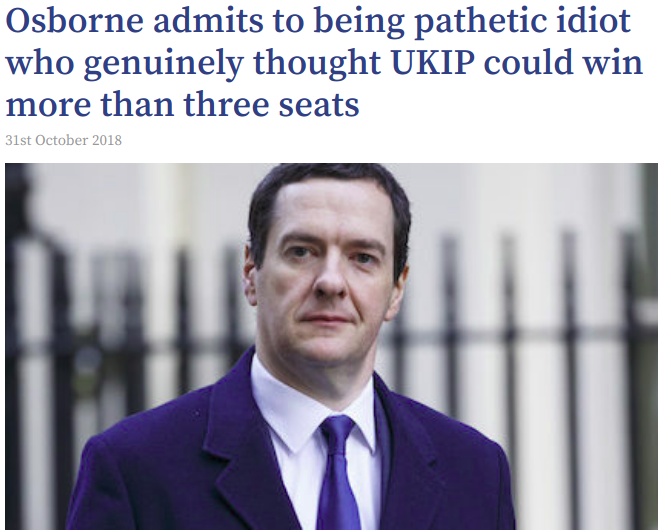 Osborne admits to being pathetic idiot
who genuinely thought UKIP could win
more than three seats
31st October 2018